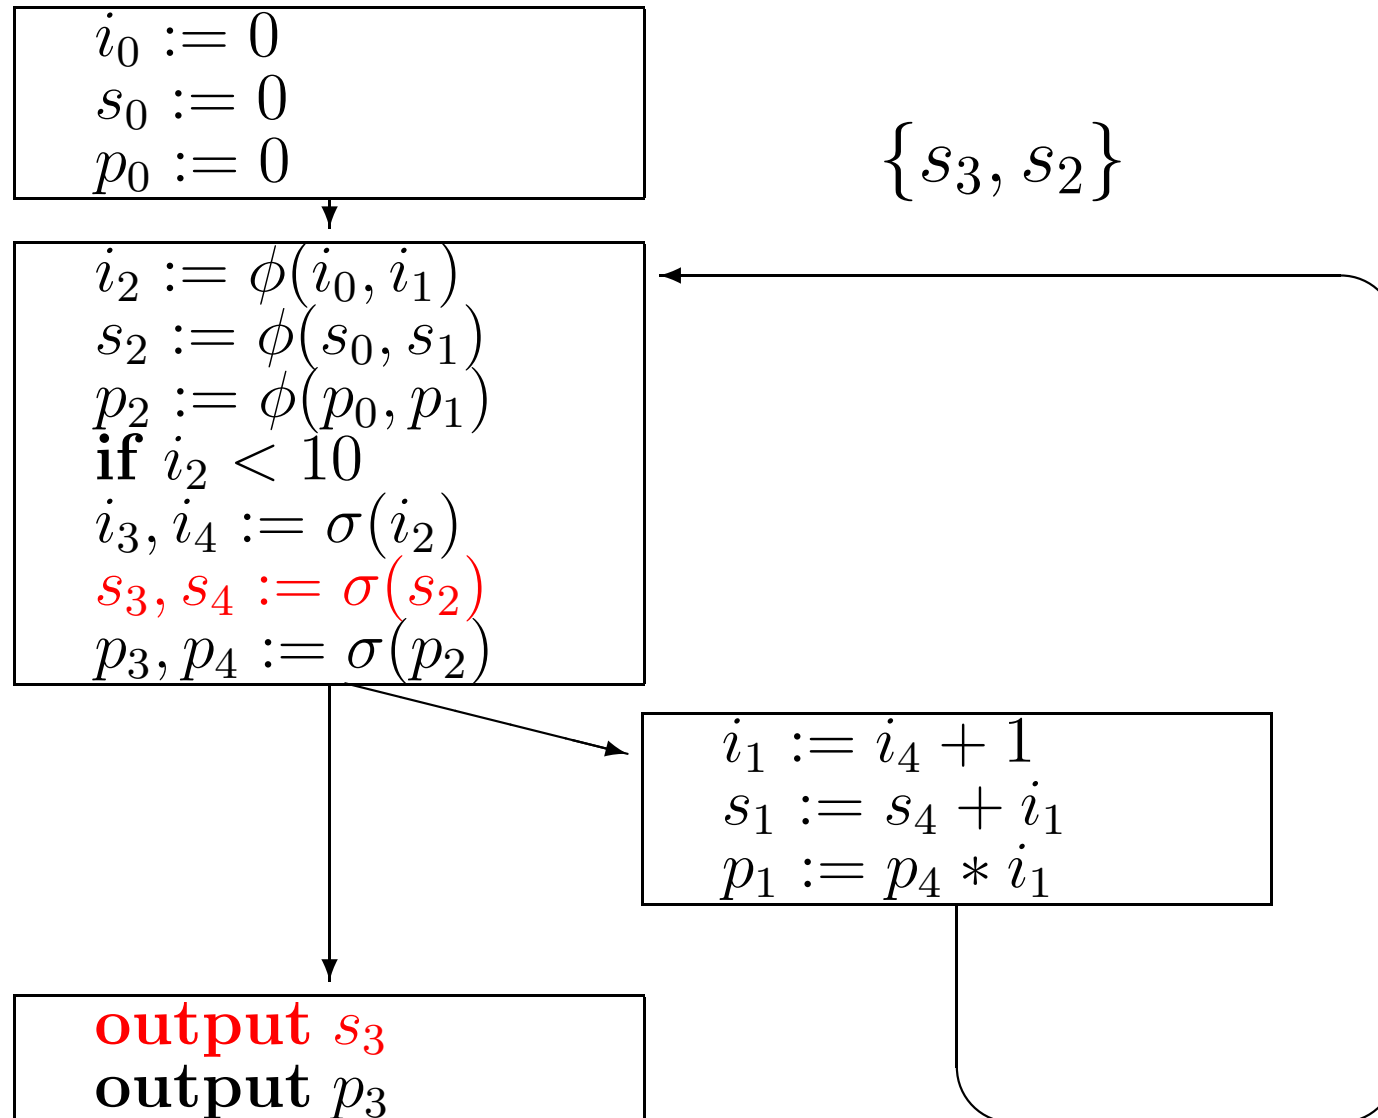 i₀ := 0
s₀ := 0
p₀ := 0
{s₃, s₂}
i₂ := ϕ(i₀, i₁)
s₂ := ϕ(s₀, s₁)
p₂ := ϕ(p₀, p₁)
if i₂ < 10
i₃, i₄ := σ(i₂)
s₃, s₄ := σ(s₂)
p₃, p₄ := σ(p₂)
i₁ := i₄ + 1
s₁ := s₄ + i₁
p₁ := p₄ * i₁
output s₃
output p₃